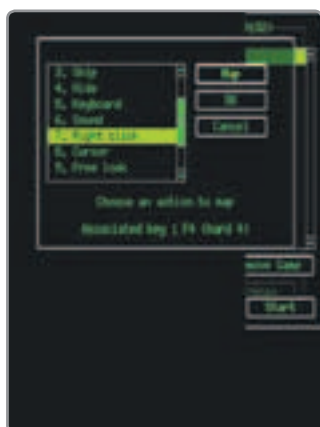 3. Skip
4. Hide
5. Keyboard
6. Sound
7. Right click
8. Cursor
9. Free look
Map
OK
Cancel
Choose an action to map
Associated key : F4 (hard 4)
Game
Start